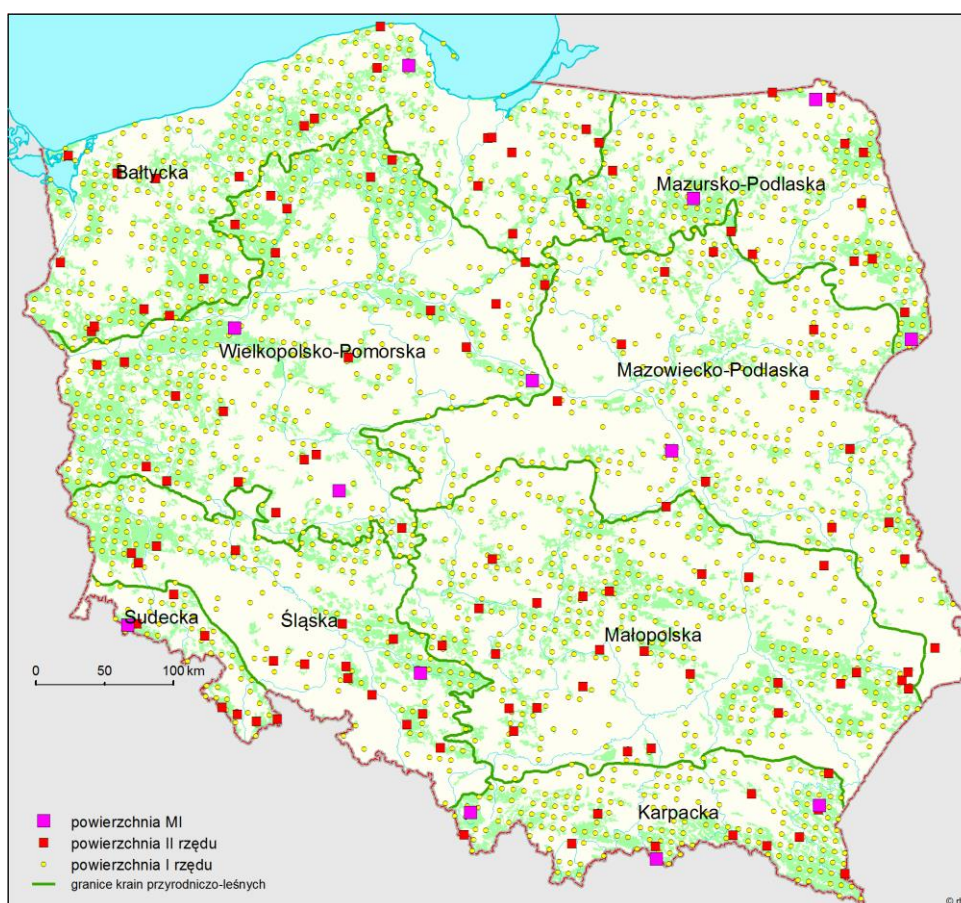 Bałtycka
Mazursko-Podlaska
Wielkopolsko-Pomorska
Mazowiecko-Podlaska
Sudecka
Śląska
Małopolska
0 50 100 km
Karpacka
powierzchnia MI
powierzchnia II rzędu
powierzchnia I rzędu
granice krain przyrodniczo-leśnych